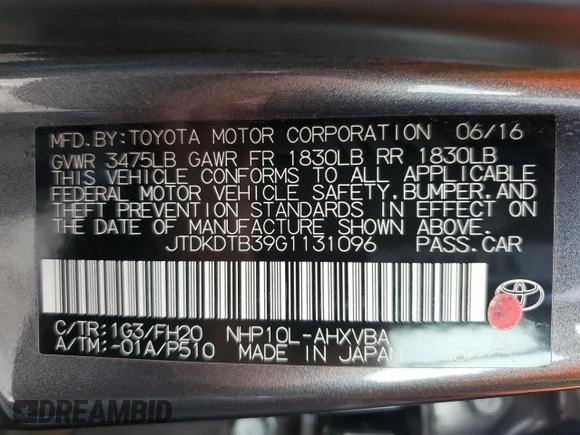 MFD.BY:TOYOTA MOTOR CORPORATION 06/16
GVWR 3475LB GAWR FR 1830LB RR 1830LB
THIS VEHICLE CONFORMS TO ALL APPLICABLE
FEDERAL MOTOR VEHICLE SAFETY,BUMPER,AND
THEFT PREVENTION STANDARDS IN EFFECT ON
THE DATE OF MANUFACTURE SHOWN ABOVE.
JTDKDTB39G1131096 PASS.CAR
C/TR:1G3/FH20 NHP10L-AHXVBA
A/TM:-01A/P510 MADE IN JAPAN
DREAMBID